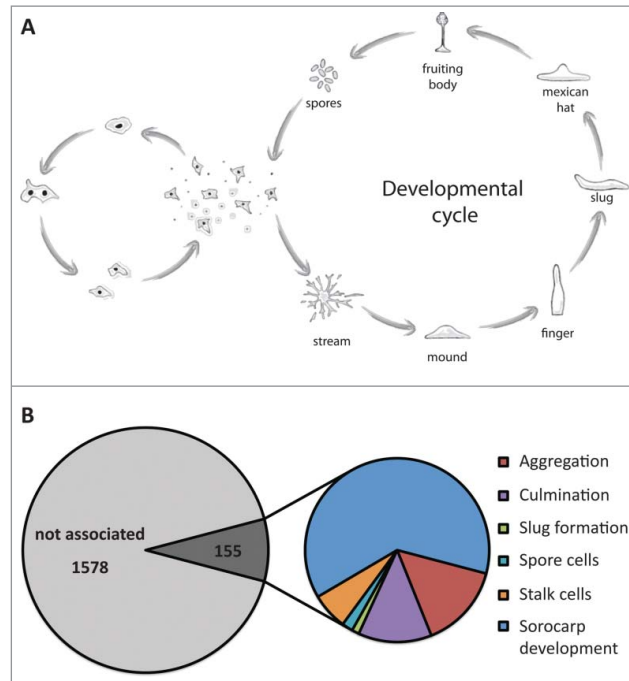 A
fruiting
body
spores
mexican
hat
Developmental
cycle
slug
stream
mound
finger
B
not associated
1578
155
Aggregation
Culmination
Slug formation
Spore cells
Stalk cells
Sorocarp
development